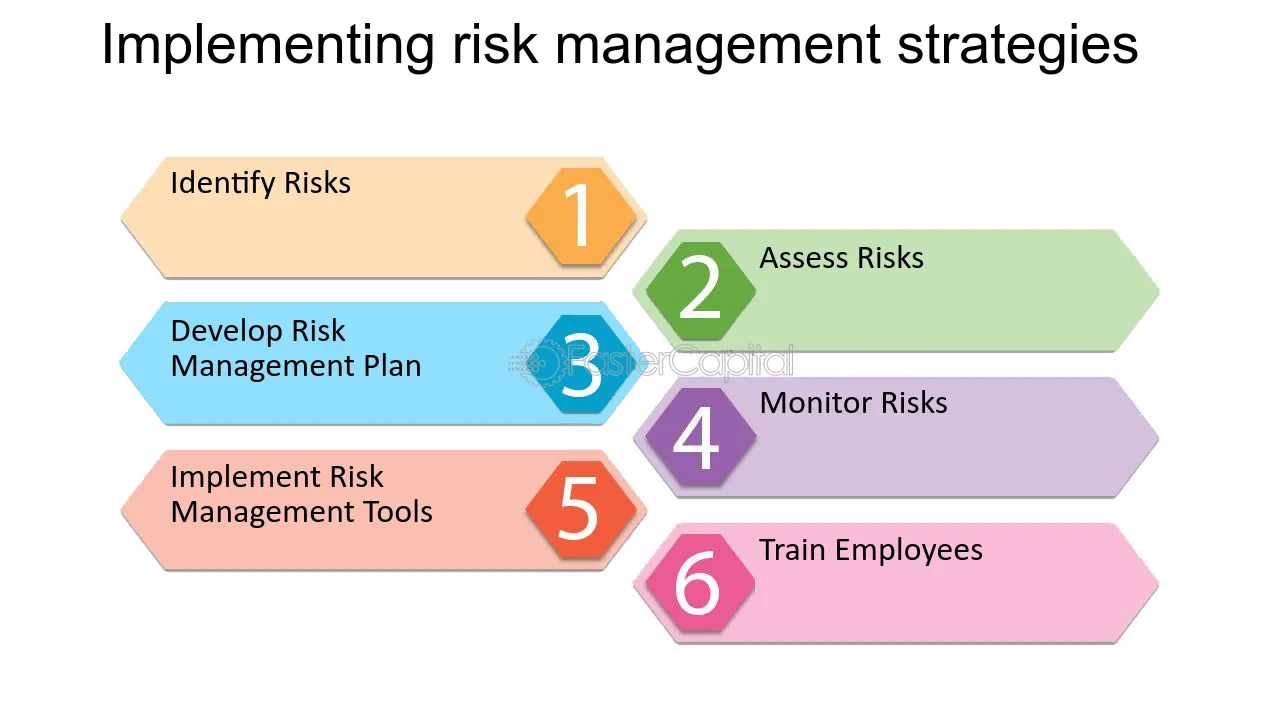 Implementing risk management strategies
Identify Risks
1
2
Assess Risks
Develop Risk
Management Plan
3
FasterCapital
4
Monitor Risks
Implement Risk
Management Tools
5
6
Train Employees